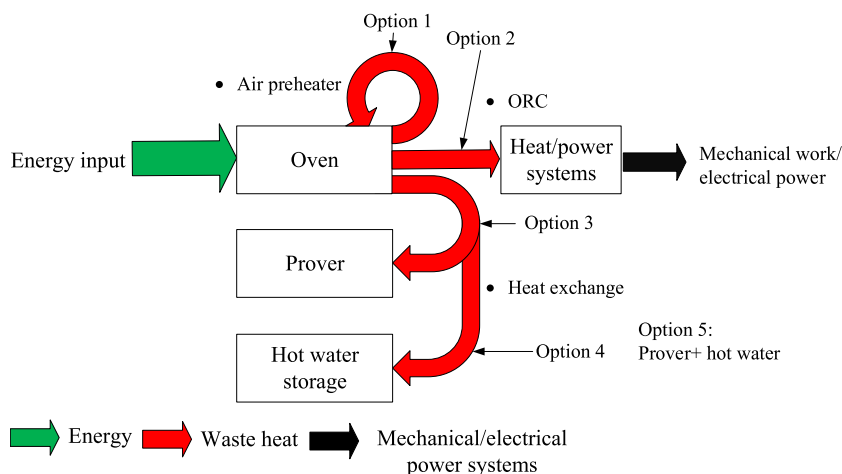 Option 1
Option 2
• Air preheater
• ORC
Energy input
Oven
Heat/power
systems
Mechanical work/
electrical power
Option 3
Prover
• Heat exchange
Option 5:
Prover+ hot water
Option 4
Hot water
storage
Energy
Waste heat
Mechanical/electrical
power systems